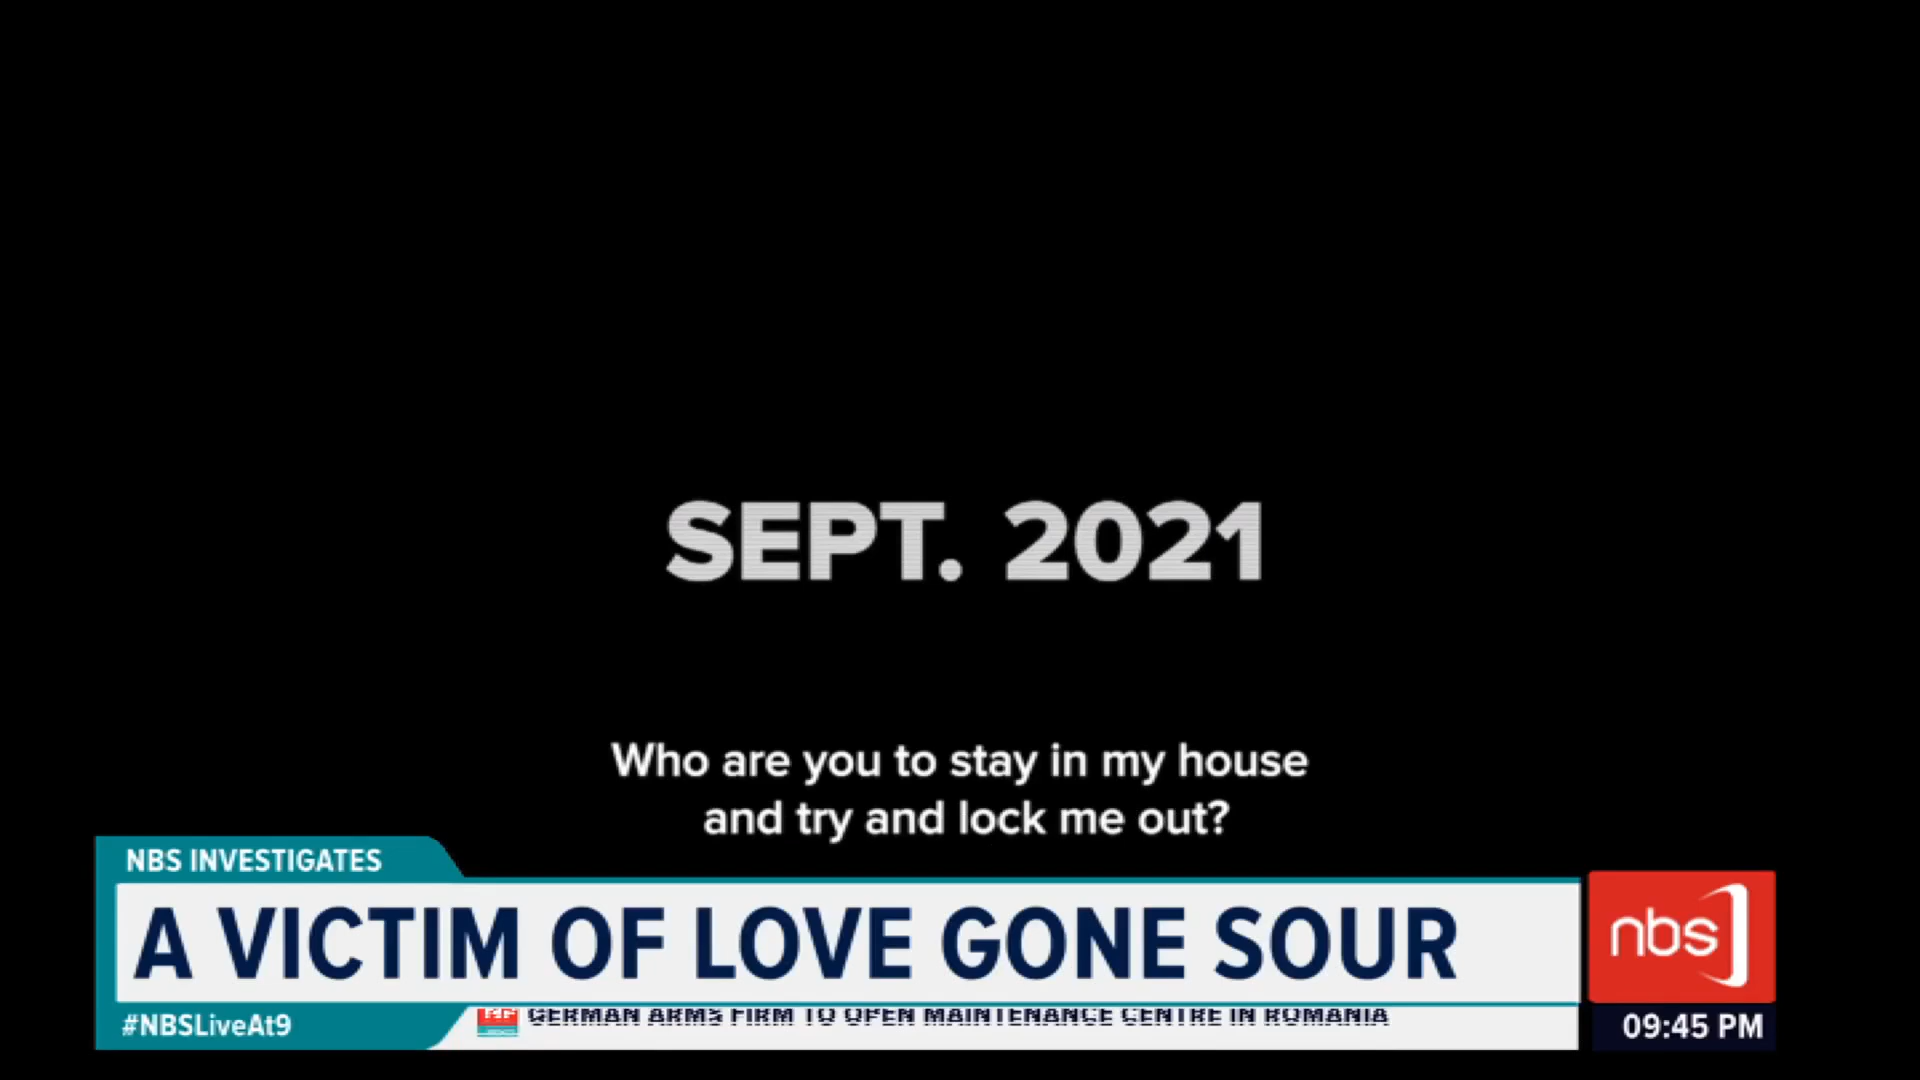 SEPT. 2021
Who are you to stay in my house
and try and lock me out?
NBS INVESTIGATES
A VICTIM OF LOVE GONE SOUR
nbs
#NBSLiveAt9
GERMAN ARMS FIRM TO OPEN MAINTENANCE CENTRE IN ROMANIA
09:45 PM